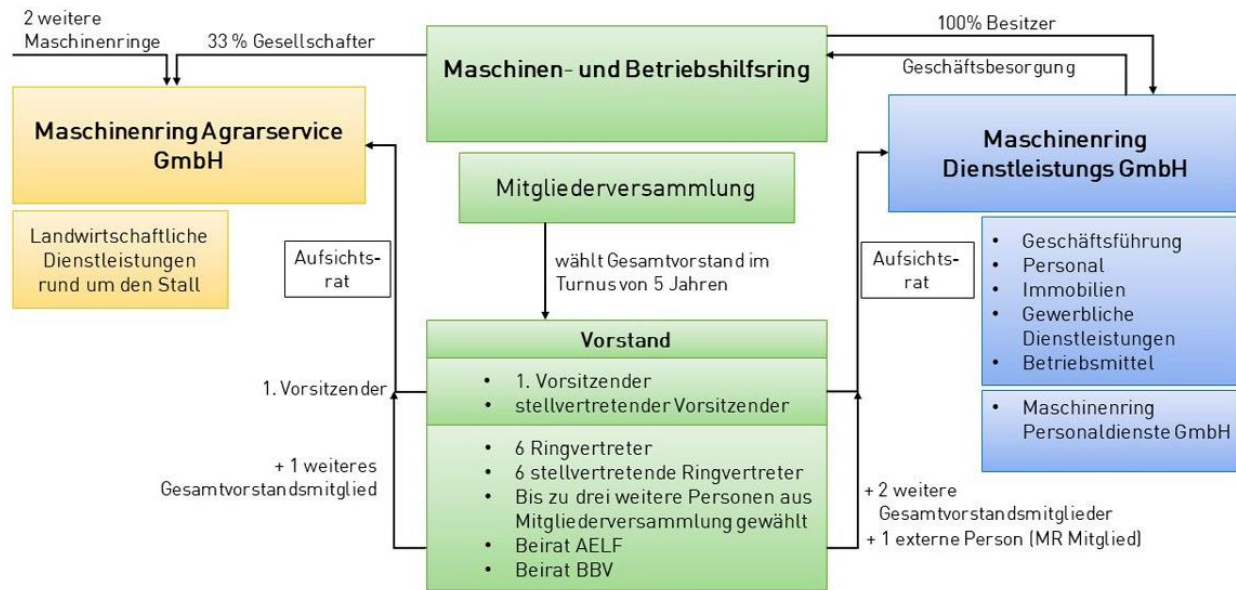 2 weitere
Maschinenringe
33 % Gesellschafter
Maschinen- und Betriebshilfsring
100% Besitzer
Geschäftsbesorgung
Maschinenring Agrarservice
GmbH
Maschinenring
Dienstleistungs GmbH
Mitgliederversammlung
Landwirtschaftliche
Dienstleistungen
rund um den Stall
Aufsichts-
rat
wählt Gesamtvorstand im
Turnus von 5 Jahren
Aufsichts-
rat
• Geschäftsführung
• Personal
• Immobilien
• Gewerbliche
Dienstleistungen
• Betriebsmittel
Vorstand
1. Vorsitzender
• 1. Vorsitzender
• stellvertretender Vorsitzender
• Maschinenring
Personaldienste GmbH
+ 1 weiteres
Gesamtvorstandsmitglied
• 6 Ringvertreter
• 6 stellvertretende Ringvertreter
• Bis zu drei weitere Personen aus
Mitgliederversammlung gewählt
• Beirat AELF
• Beirat BBV
+ 2 weitere
Gesamtvorstandsmitglieder
+ 1 externe Person (MR Mitglied)